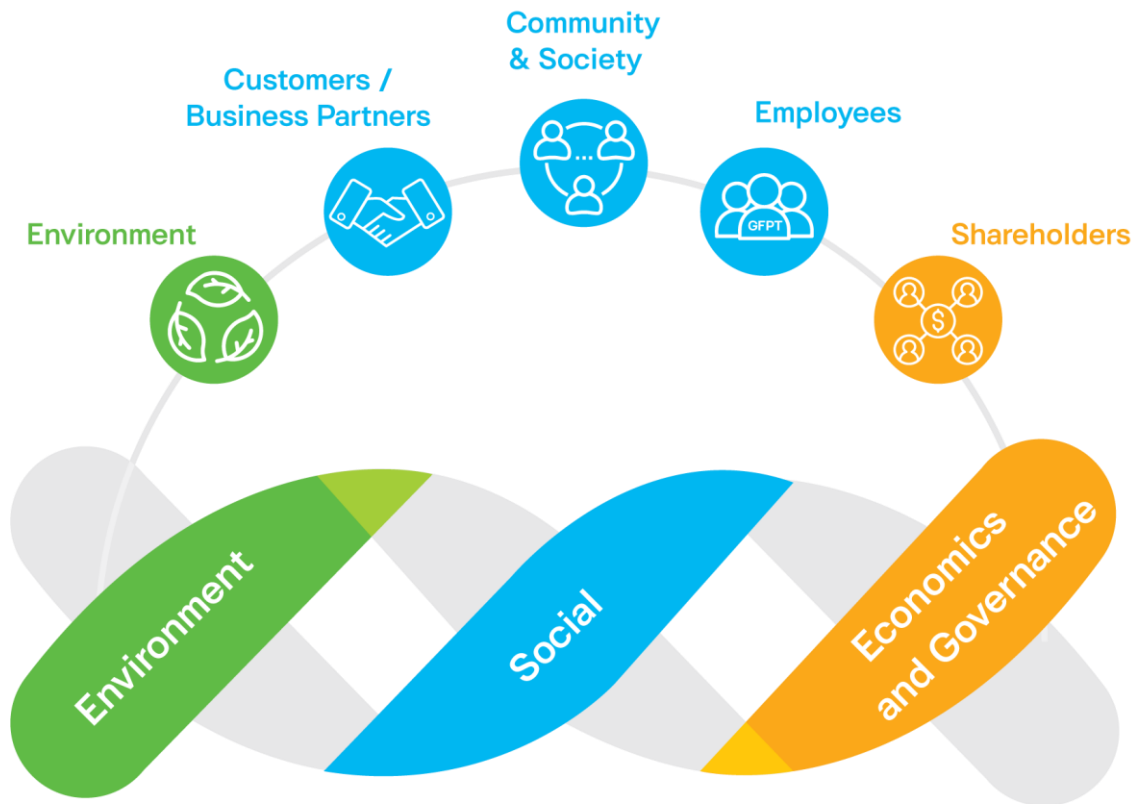 Community
& Society
Customers /
Business Partners
Employees
Environment
Shareholders
GFPT
$
Environment
Social
Economics
and Governance